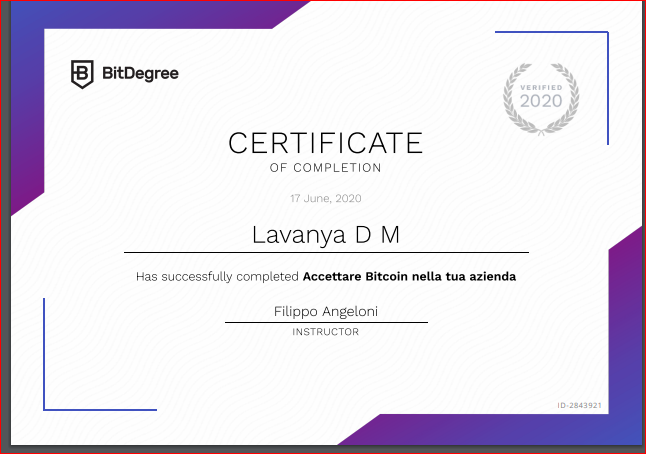 BitDegree
VERIFIED
2020
CERTIFICATE
OF COMPLETION
17 June, 2020
Lavanya D M
Has successfully completed Accettare Bitcoin nella tua azienda
Filippo Angeloni
INSTRUCTOR
ID-2843921